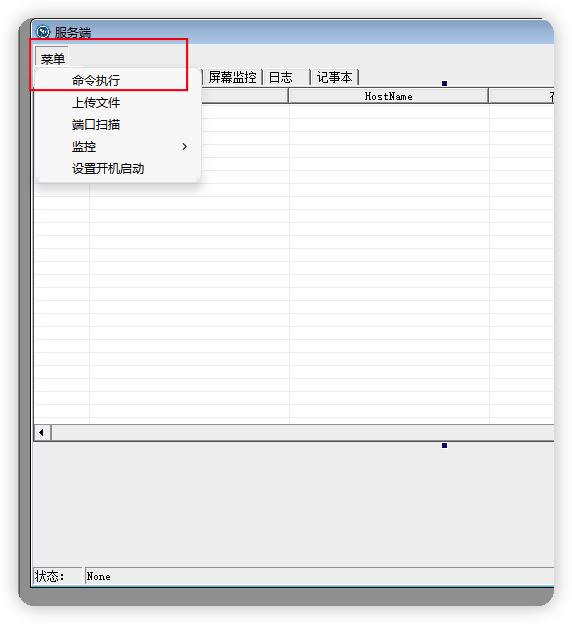 服务端
菜单
命令执行
上传文件
端口扫描
监控
设置开机启动
屏幕监控 日志 记事本
HostName
状态: None